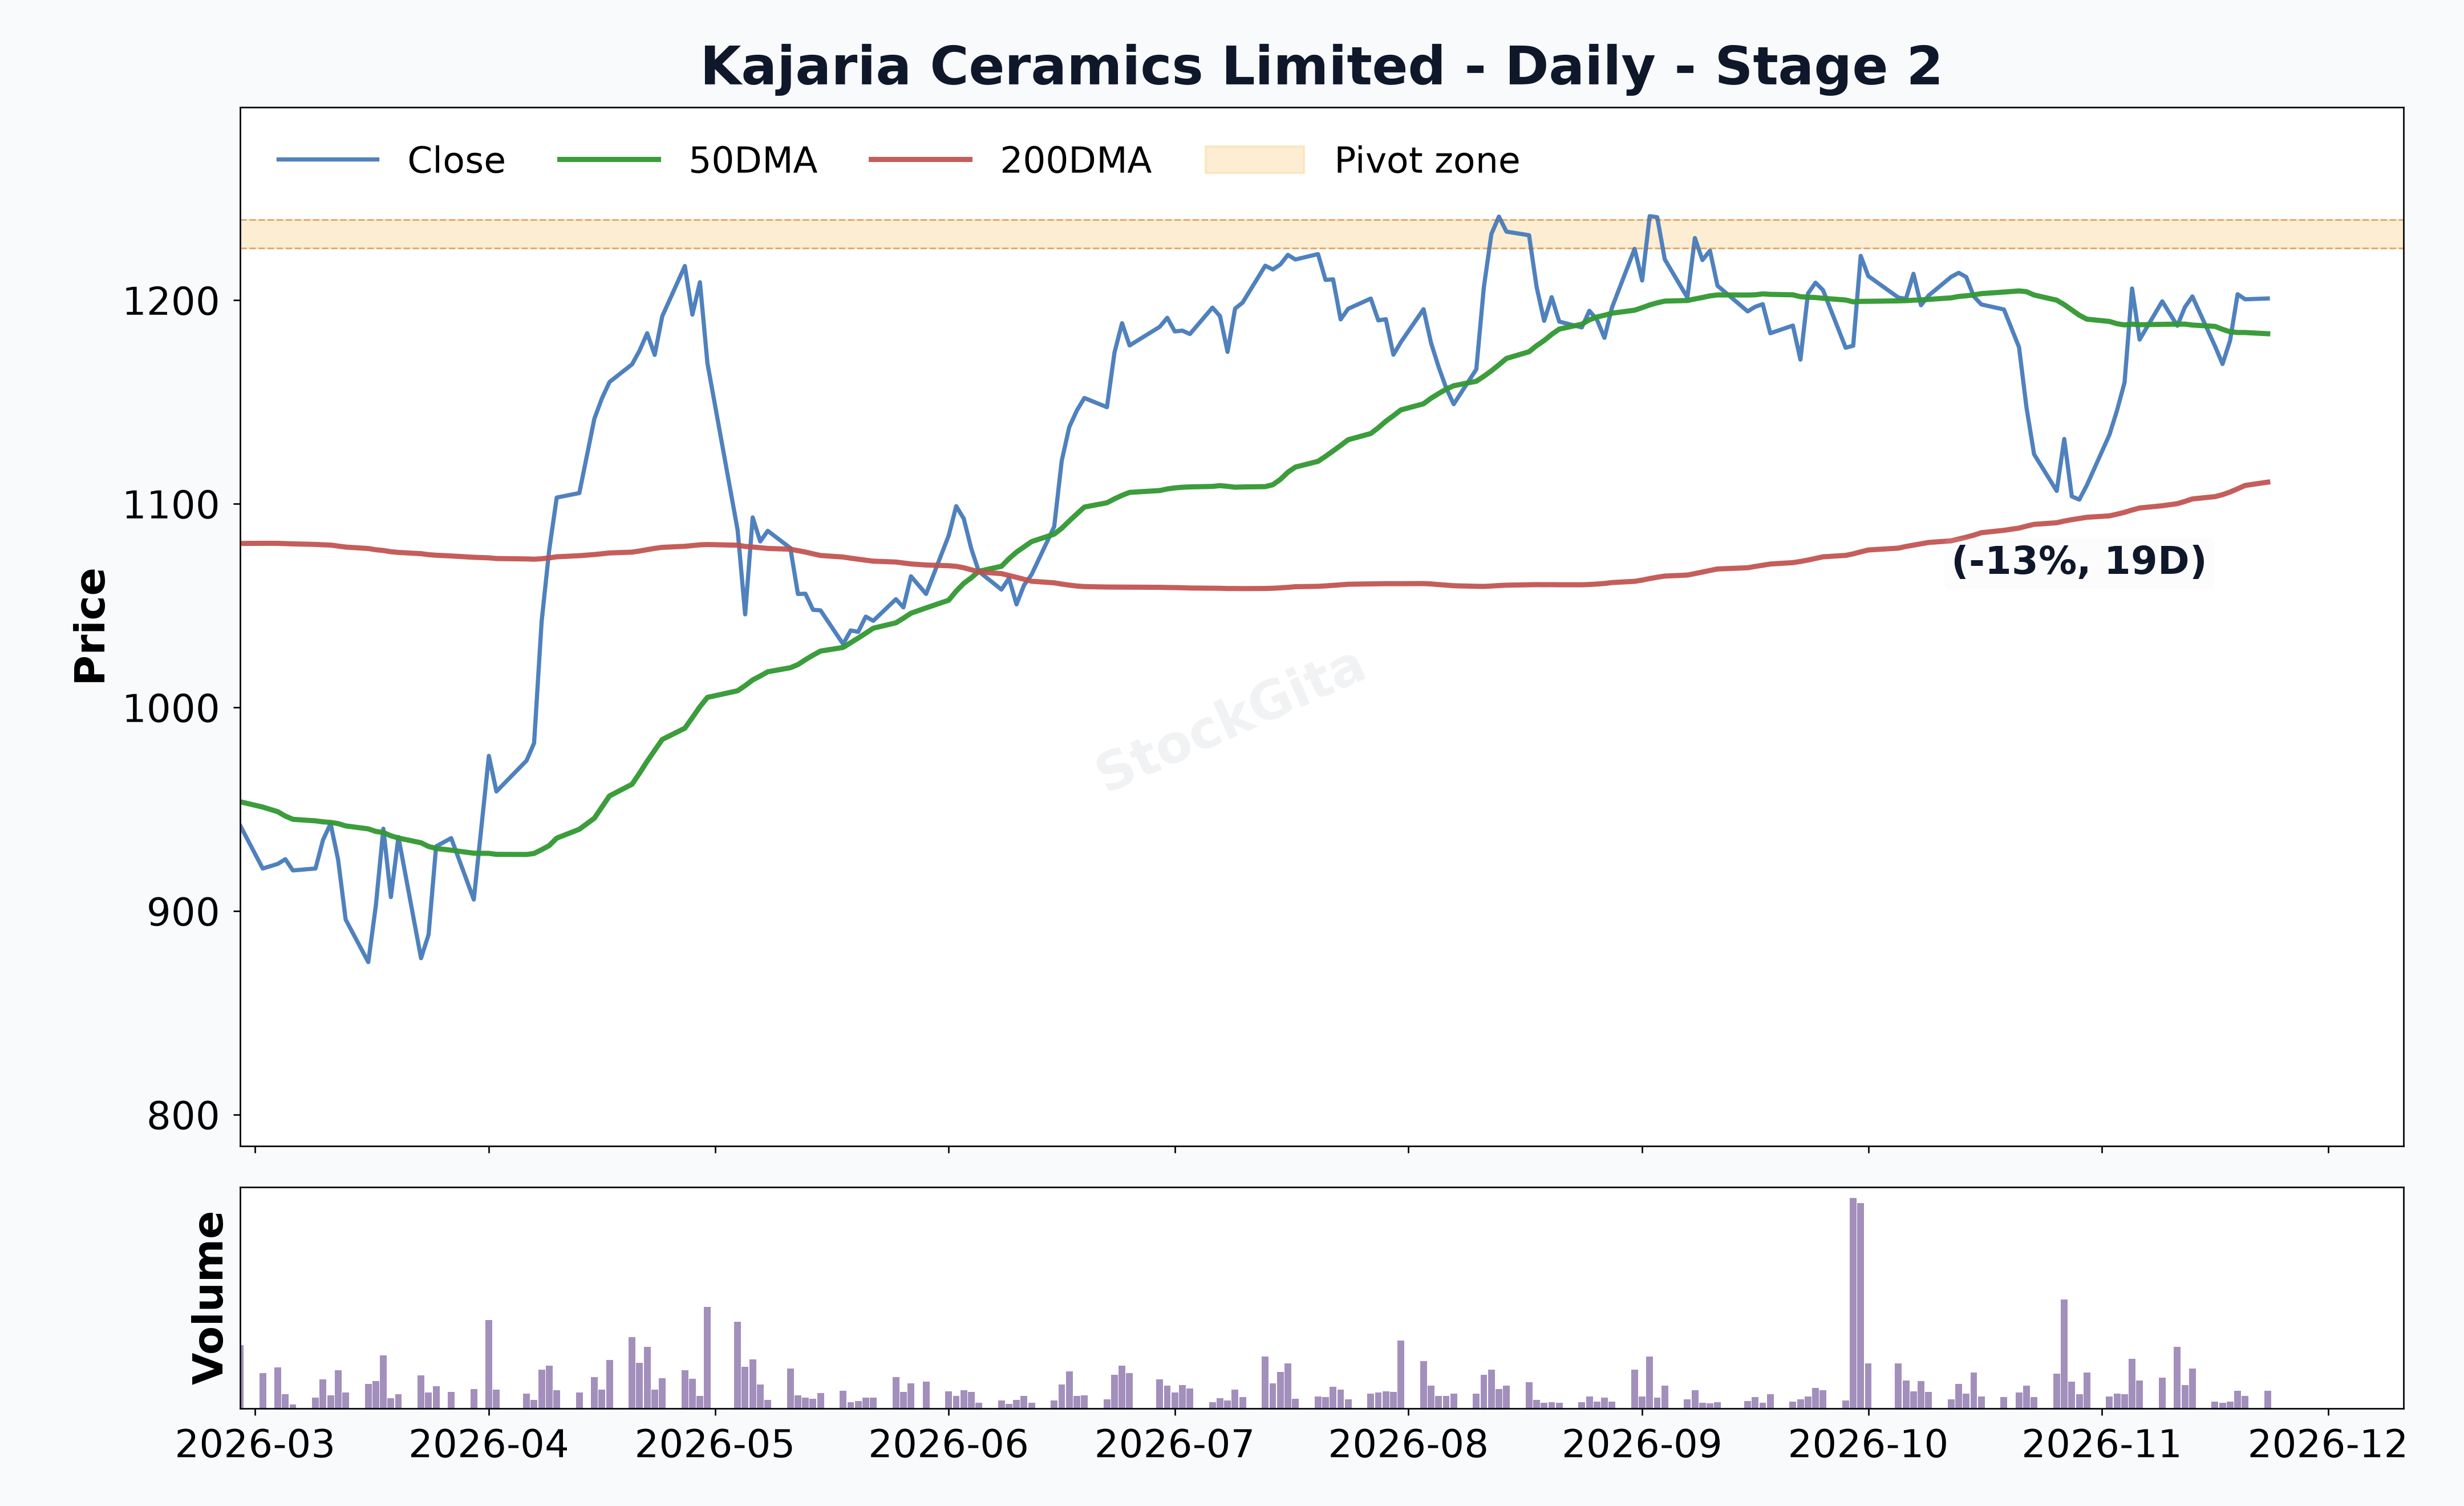 Kajaria Ceramics Limited - Daily - Stage 2
Close 50DMA 200DMA Pivot zone
1200
1100
1000
900
800
Price
(-13%, 19D)
StockGita
Volume
2026-03 2026-04 2026-05 2026-06 2026-07 2026-08 2026-09 2026-10 2026-11 2026-12